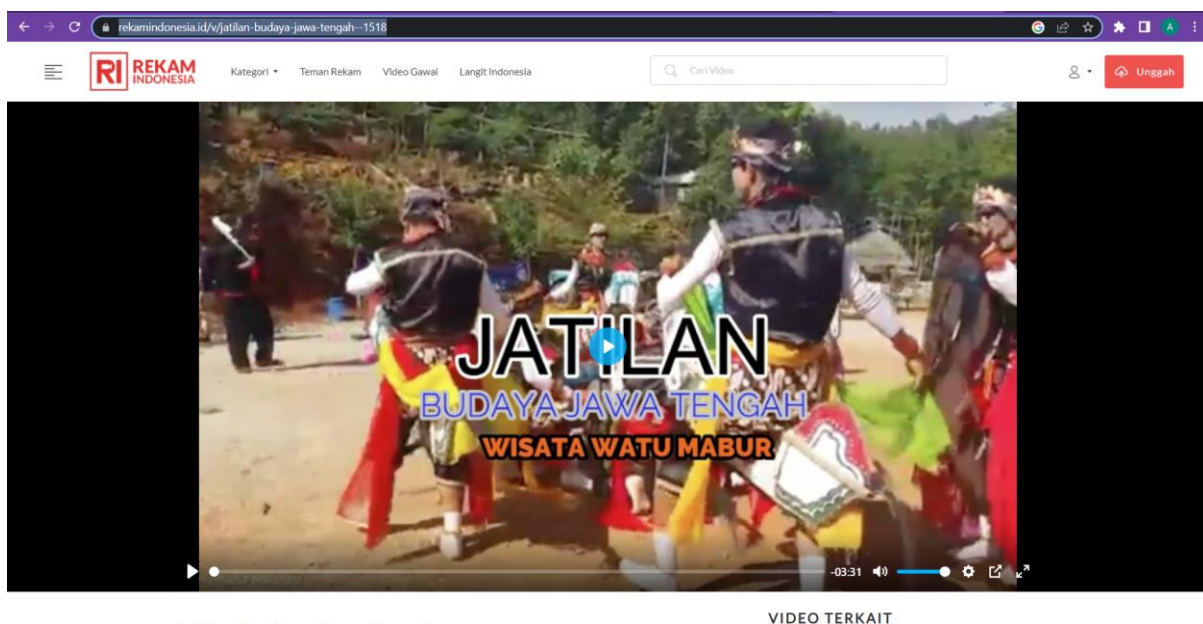 rekamindonesia.id/v/jatilan-budaya-jawa-tengah--1518
A
RI REKAM
INDONESIA
Kategori
Teman Rekam
Video Gawai
Langit Indonesia
Cari Video
Unggah
JATILAN
BUDAYA JAWA TENGAH
WISATA WATU MABUR
-03:31
VIDEO TERKAIT